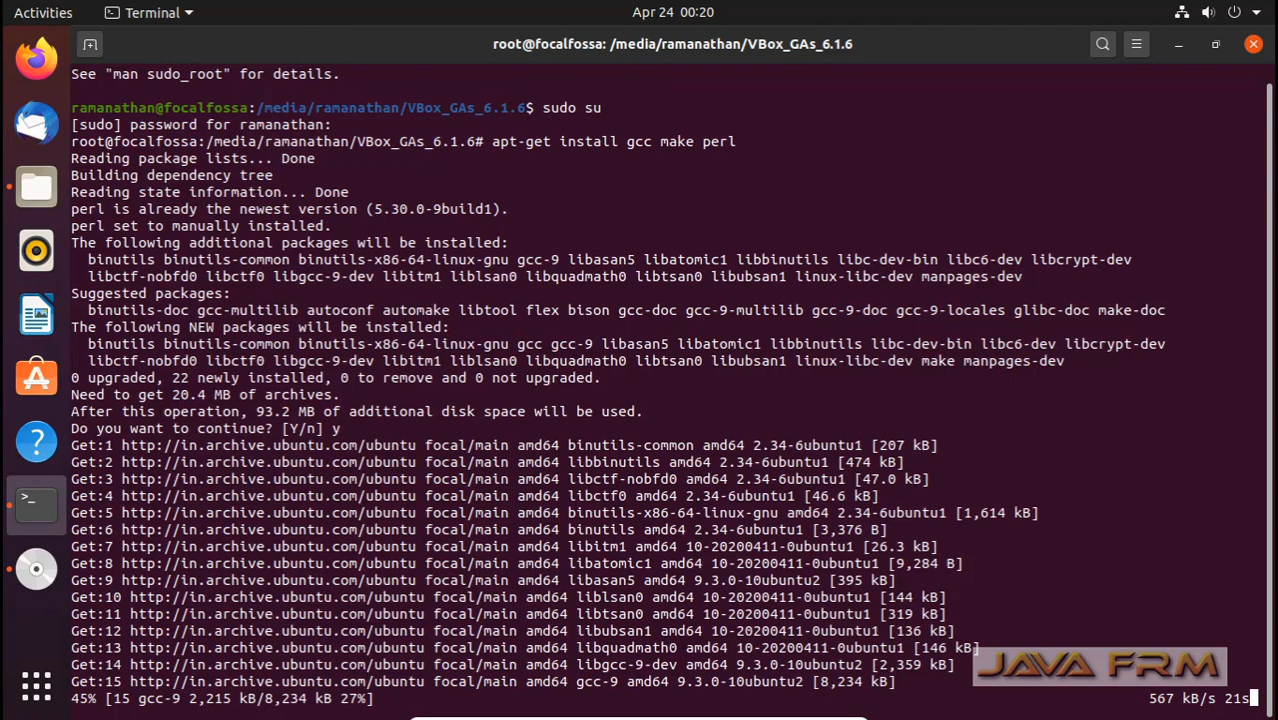 Activities
Terminal
Apr 24 00:20
root@focalfossa: /media/ramanathan/VBox_GAs_6.1.6
See "man sudo_root" for details.
ramanathan@focalfossa:/media/ramanathan/VBox_GAs_6.1.6$ sudo su
[sudo] password for ramanathan:
root@focalfossa:/media/ramanathan/VBox_GAs_6.1.6# apt-get install gcc make perl
Reading package lists... Done
Building dependency tree
Reading state information... Done
perl is already the newest version (5.30.0-9build1).
perl set to manually installed.
The following additional packages will be installed:
  binutils binutils-common binutils-x86-64-linux-gnu gcc-9 libasan5 libatomic1 libbinutils libc-dev-bin libc6-dev libcrypt-dev
  libctf-nobfd0 libctf0 libgcc-9-dev libitm1 liblsan0 libquadmath0 libtsan0 libubsan1 linux-libc-dev manpages-dev
Suggested packages:
  binutils-doc gcc-multilib autoconf automake libtool flex bison gcc-doc gcc-9-multilib gcc-9-doc gcc-9-locales glibc-doc make-doc
The following NEW packages will be installed:
  binutils binutils-common binutils-x86-64-linux-gnu gcc gcc-9 libasan5 libatomic1 libbinutils libc-dev-bin libc6-dev libcrypt-dev
  libctf-nobfd0 libctf0 libgcc-9-dev libitm1 liblsan0 libquadmath0 libtsan0 libubsan1 linux-libc-dev make manpages-dev
0 upgraded, 22 newly installed, 0 to remove and 0 not upgraded.
Need to get 20.4 MB of archives.
After this operation, 93.2 MB of additional disk space will be used.
Do you want to continue? [Y/n] y
Get:1 http://in.archive.ubuntu.com/ubuntu focal/main amd64 binutils-common amd64 2.34-6ubuntu1 [207 kB]
Get:2 http://in.archive.ubuntu.com/ubuntu focal/main amd64 libbinutils amd64 2.34-6ubuntu1 [474 kB]
Get:3 http://in.archive.ubuntu.com/ubuntu focal/main amd64 libctf-nobfd0 amd64 2.34-6ubuntu1 [47.0 kB]
Get:4 http://in.archive.ubuntu.com/ubuntu focal/main amd64 libctf0 amd64 2.34-6ubuntu1 [46.6 kB]
Get:5 http://in.archive.ubuntu.com/ubuntu focal/main amd64 binutils-x86-64-linux-gnu amd64 2.34-6ubuntu1 [1,614 kB]
Get:6 http://in.archive.ubuntu.com/ubuntu focal/main amd64 binutils amd64 2.34-6ubuntu1 [3,376 B]
Get:7 http://in.archive.ubuntu.com/ubuntu focal/main amd64 libitm1 amd64 10-20200411-0ubuntu1 [26.3 kB]
Get:8 http://in.archive.ubuntu.com/ubuntu focal/main amd64 libatomic1 amd64 10-20200411-0ubuntu1 [9,284 B]
Get:9 http://in.archive.ubuntu.com/ubuntu focal/main amd64 libasan5 amd64 9.3.0-10ubuntu2 [395 kB]
Get:10 http://in.archive.ubuntu.com/ubuntu focal/main amd64 liblsan0 amd64 10-20200411-0ubuntu1 [144 kB]
Get:11 http://in.archive.ubuntu.com/ubuntu focal/main amd64 libtsan0 amd64 10-20200411-0ubuntu1 [319 kB]
Get:12 http://in.archive.ubuntu.com/ubuntu focal/main amd64 libubsan1 amd64 10-20200411-0ubuntu1 [136 kB]
Get:13 http://in.archive.ubuntu.com/ubuntu focal/main amd64 libquadmath0 amd64 10-20200411-0ubuntu1 [146 kB]
Get:14 http://in.archive.ubuntu.com/ubuntu focal/main amd64 libgcc-9-dev amd64 9.3.0-10ubuntu2 [2,359 kB]
Get:15 http://in.archive.ubuntu.com/ubuntu focal/main amd64 gcc-9 amd64 9.3.0-10ubuntu2 [8,234 kB]
JAVA FRM
45% [15 gcc-9 2,215 kB/8,234 kB 27%] 567 kB/s 21s